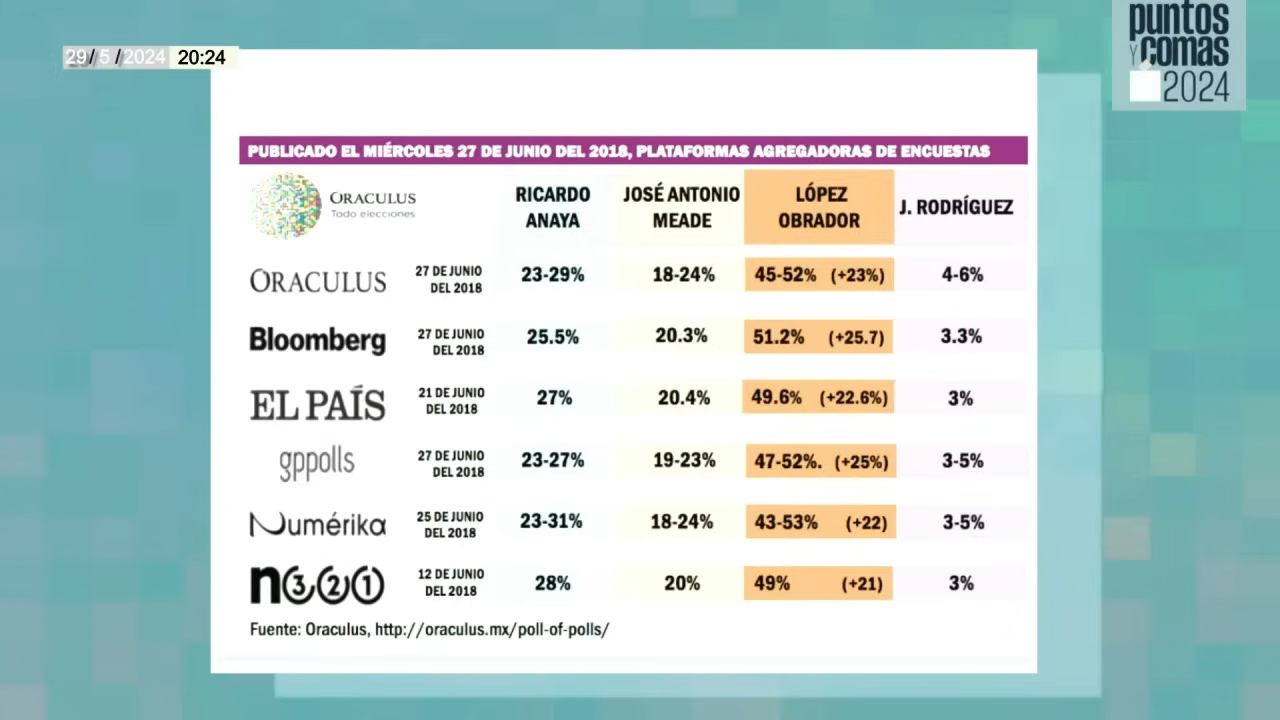 29/ 5 /2024 20:24
puntos
Y comas
2024
PUBLICADO EL MIÉRCOLES 27 DE JUNIO DEL 2018, PLATAFORMAS AGREGADORAS DE ENCUESTAS
ORACULUS
Todo elecciones
RICARDO
ANAYA
JOSÉ ANTONIO
MEADE
LÓPEZ
OBRADOR
J. RODRÍGUEZ
ORACULUS 27 DE JUNIO
DEL 2018
23-29% 18-24% 45-52% (+23%) 4-6%
Bloomberg 27 DE JUNIO
DEL 2018
25.5% 20.3% 51.2% (+25.7) 3.3%
EL PAÍS 21 DE JUNIO
DEL 2018
27% 20.4% 49.6% (+22.6%) 3%
gppolls 27 DE JUNIO
DEL 2018
23-27% 19-23% 47-52%. (+25%) 3-5%
Numérika 25 DE JUNIO
DEL 2018
23-31% 18-24% 43-53% (+22) 3-5%
n321 12 DE JUNIO
DEL 2018
28% 20% 49% (+21) 3%
Fuente: Oraculus, http://oraculus.mx/poll-of-polls/